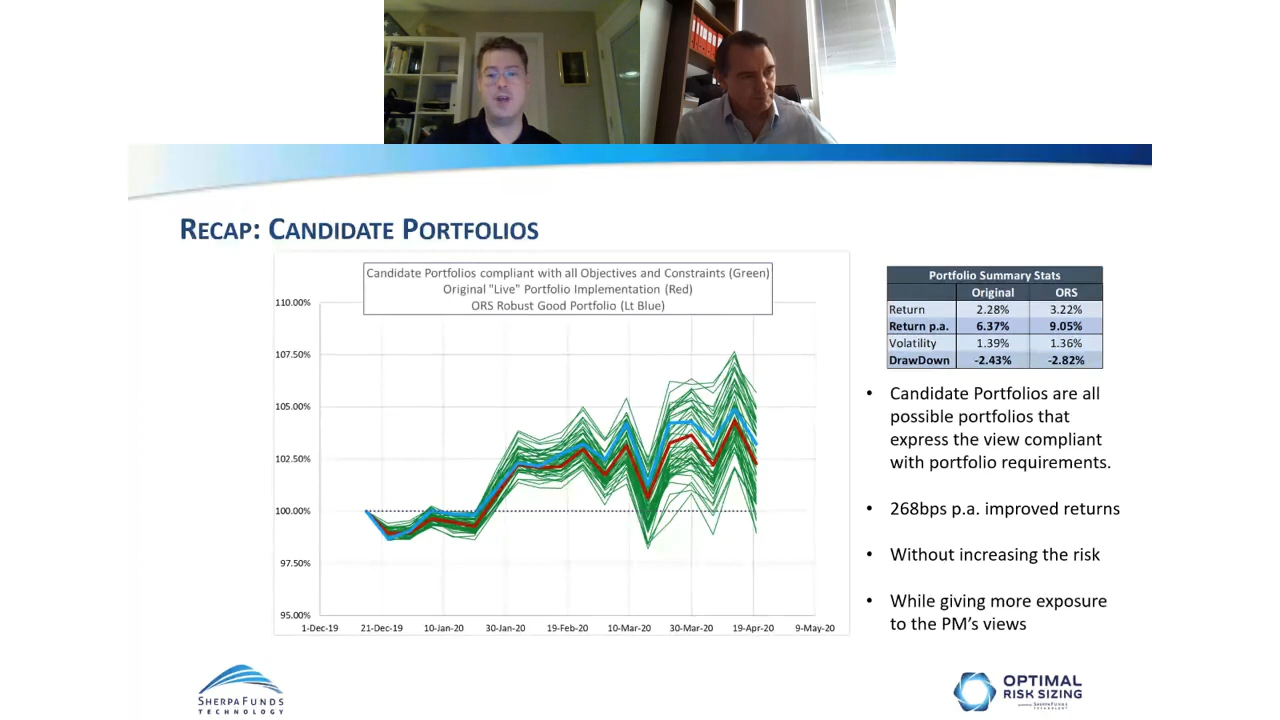 RECAP: CANDIDATE PORTFOLIOS
Candidate Portfolios compliant with all Objectives and Constraints (Green)
Original "Live" Portfolio Implementation (Red)
ORS Robust Good Portfolio (Lt Blue)
110.00%
107.50%
105.00%
102.50%
100.00%
97.50%
95.00%
1-Dec-19 21-Dec-19 10-Jan-20 30-Jan-20 19-Feb-20 10-Mar-20 30-Mar-20 19-Apr-20 9-May-20
Portfolio Summary Stats
Original ORS
Return 2.28% 3.22%
Return p.a. 6.37% 9.05%
Volatility 1.39% 1.36%
DrawDown -2.43% -2.82%
• Candidate Portfolios are all
possible portfolios that
express the view compliant
with portfolio requirements.
• 268bps p.a. improved returns
• Without increasing the risk
• While giving more exposure
to the PM's views
SHERPAFUNDS
TECHNOLOGY
OPTIMAL
RISK SIZING